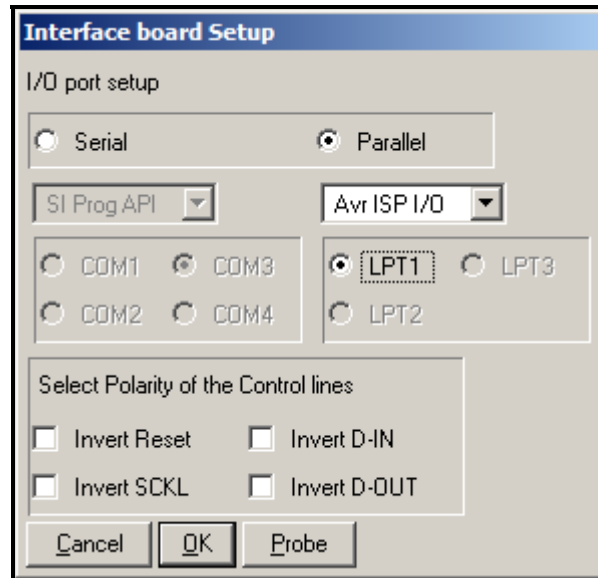 Interface board Setup
I/O port setup
Serial Parallel
SI Prog API Avr ISP I/O
COM1 COM3 LPT1 LPT3
COM2 COM4 LPT2
Select Polarity of the Control lines
Invert Reset Invert D-IN
Invert SCKL Invert D-OUT
Cancel OK Probe